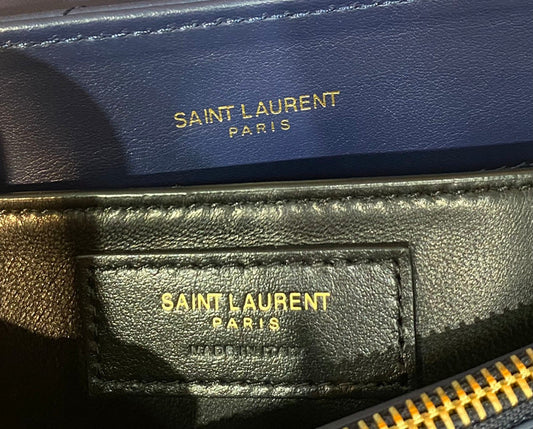 SAINT LAURENT
PARIS
SAINT LAURENT
PARIS
MADE IN ITALY